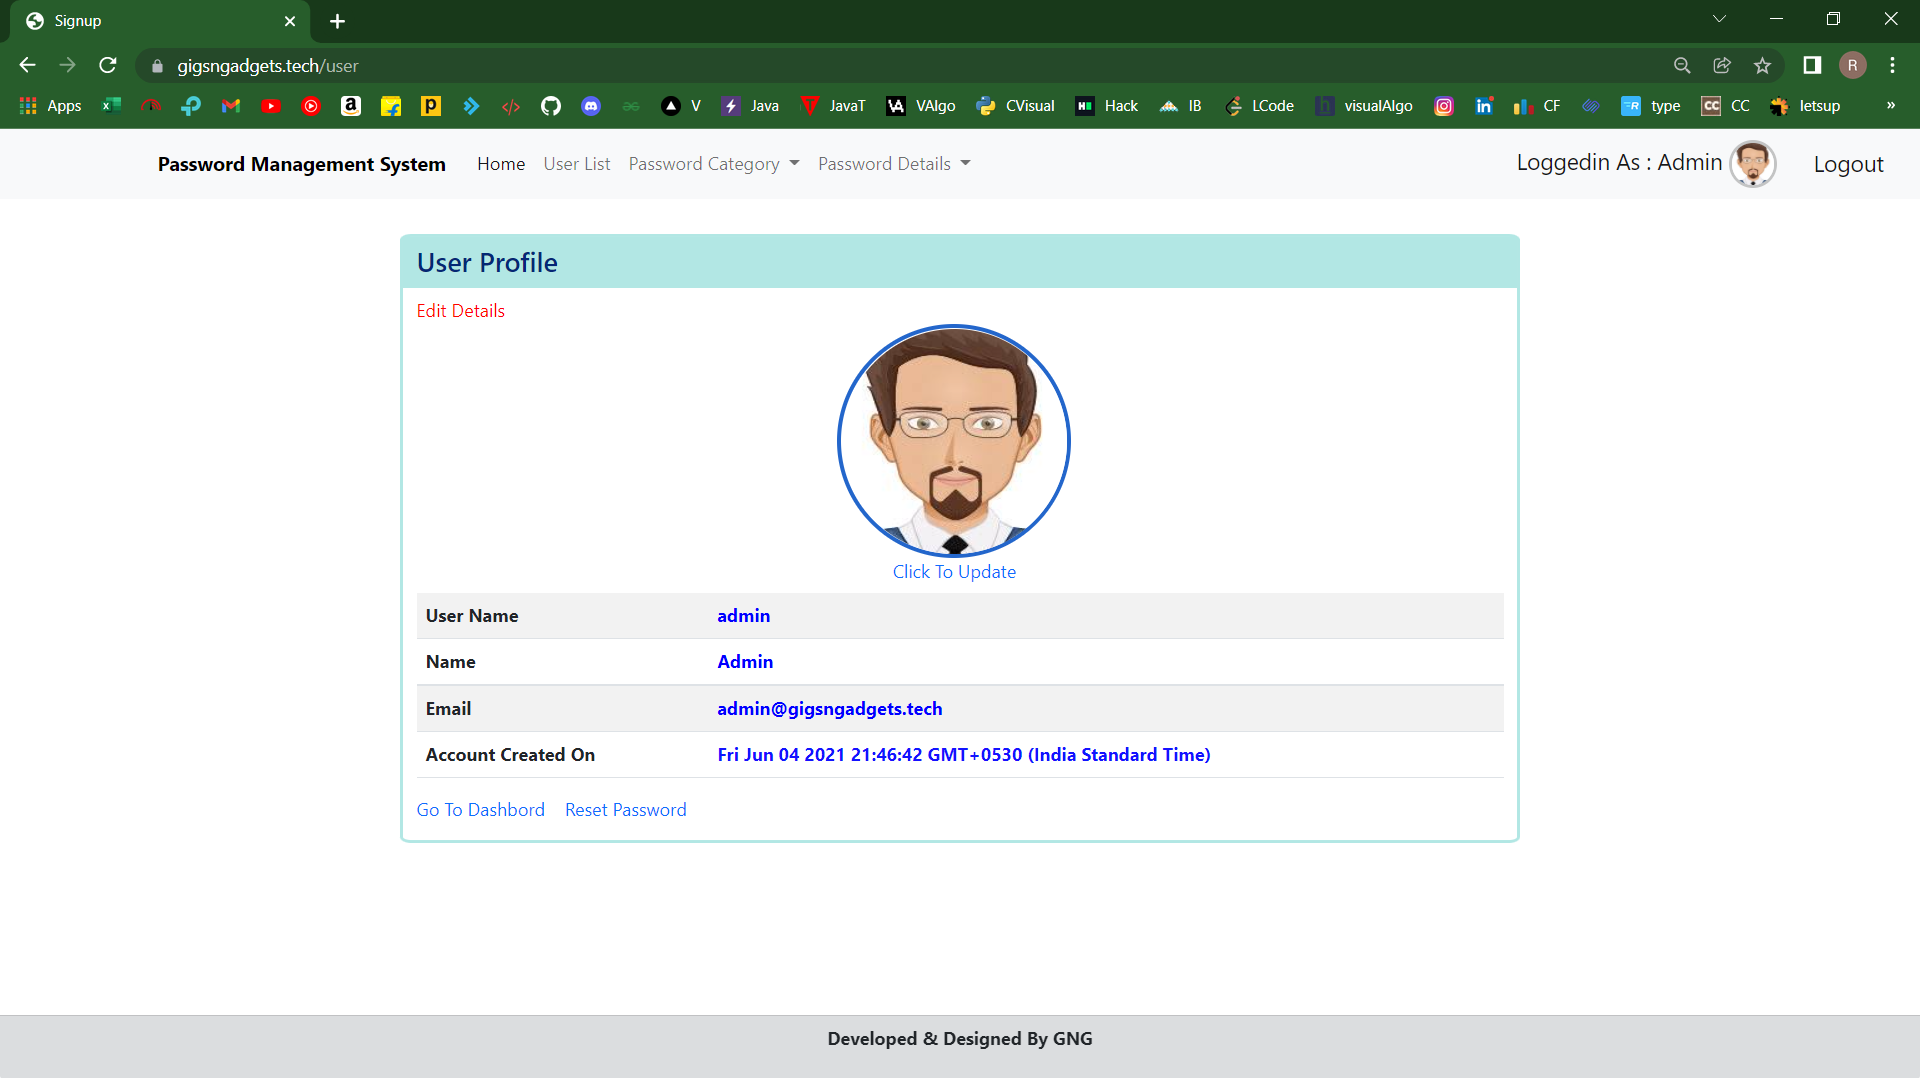 Signup
gigsngadgets.tech/user
R
Apps V Java JavaT VAlgo CVisual Hack IB LCode visualAlgo CF type CC letsup »
Password Management System Home User List Password Category Password Details Loggedin As : Admin Logout
User Profile
Edit Details
Click To Update
User Name admin
Name Admin
Email admin@gigsngadgets.tech
Account Created On Fri Jun 04 2021 21:46:42 GMT+0530 (India Standard Time)
Go To Dashbord Reset Password
Developed & Designed By GNG